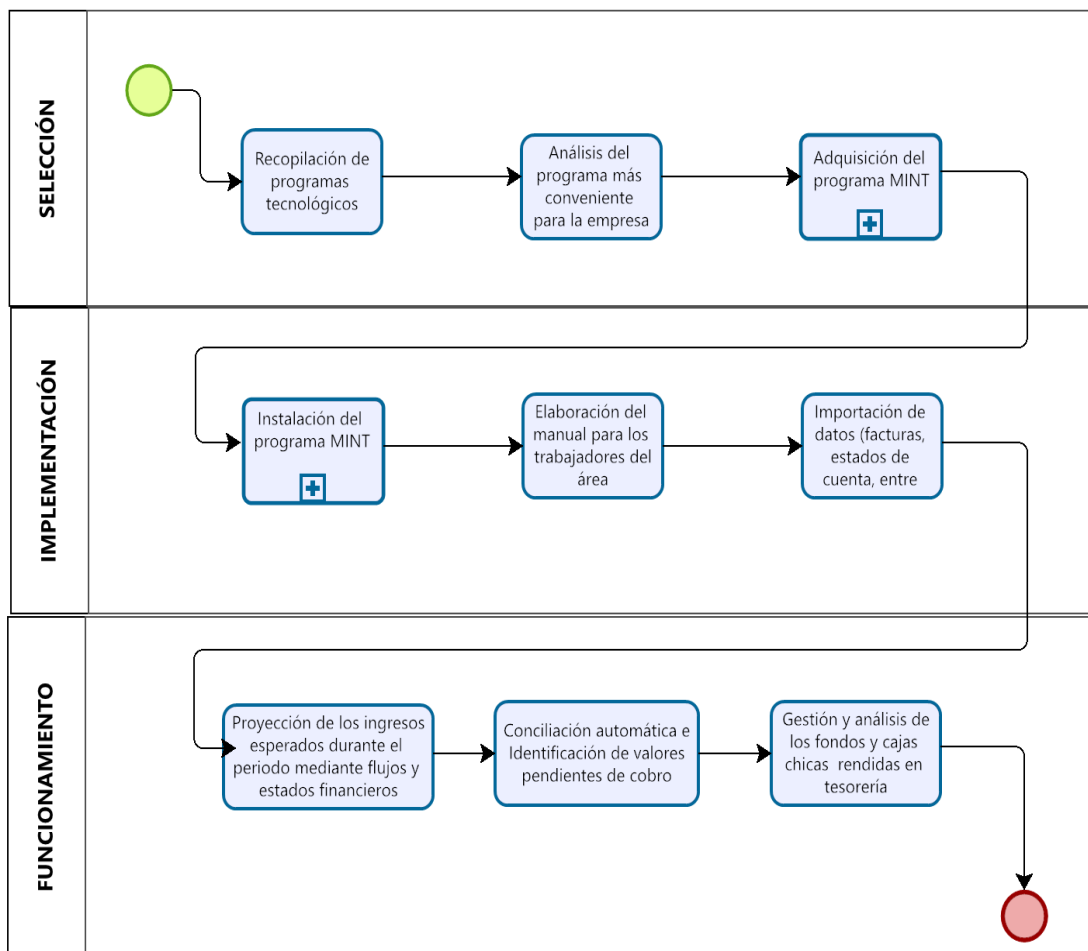 SELECCIÓN
Recopilación de
programas
tecnológicos
Análisis del
programa más
conveniente
para la empresa
Adquisición del
programa MINT
IMPLEMENTACIÓN
Instalación del
programa MINT
Elaboración del
manual para los
trabajadores del
área
Importación de
datos (facturas,
estados de
cuenta, entre
FUNCIONAMIENTO
Proyección de los ingresos
esperados durante el
periodo mediante flujos y
estados financieros
Conciliación automática e
Identificación de valores
pendientes de cobro
Gestión y análisis de
los fondos y cajas
chicas rendidas en
tesorería